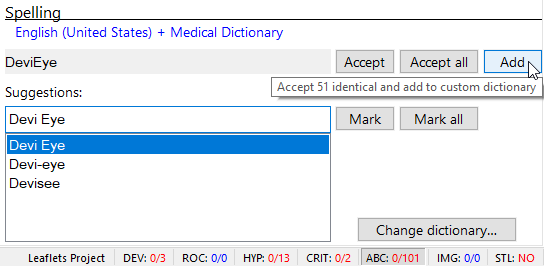 Spelling
English (United States) + Medical Dictionary
DeviEye Accept Accept all Add
Accept 51 identical and add to custom dictionary
Suggestions:
Devi Eye Mark Mark all
Devi Eye
Devi-eye
Devisee
Change dictionary...
Leaflets Project DEV: 0/3 ROC: 0/0 HYP: 0/13 CRIT: 0/2 ABC: 0/101 IMG: 0/0 STL: NO